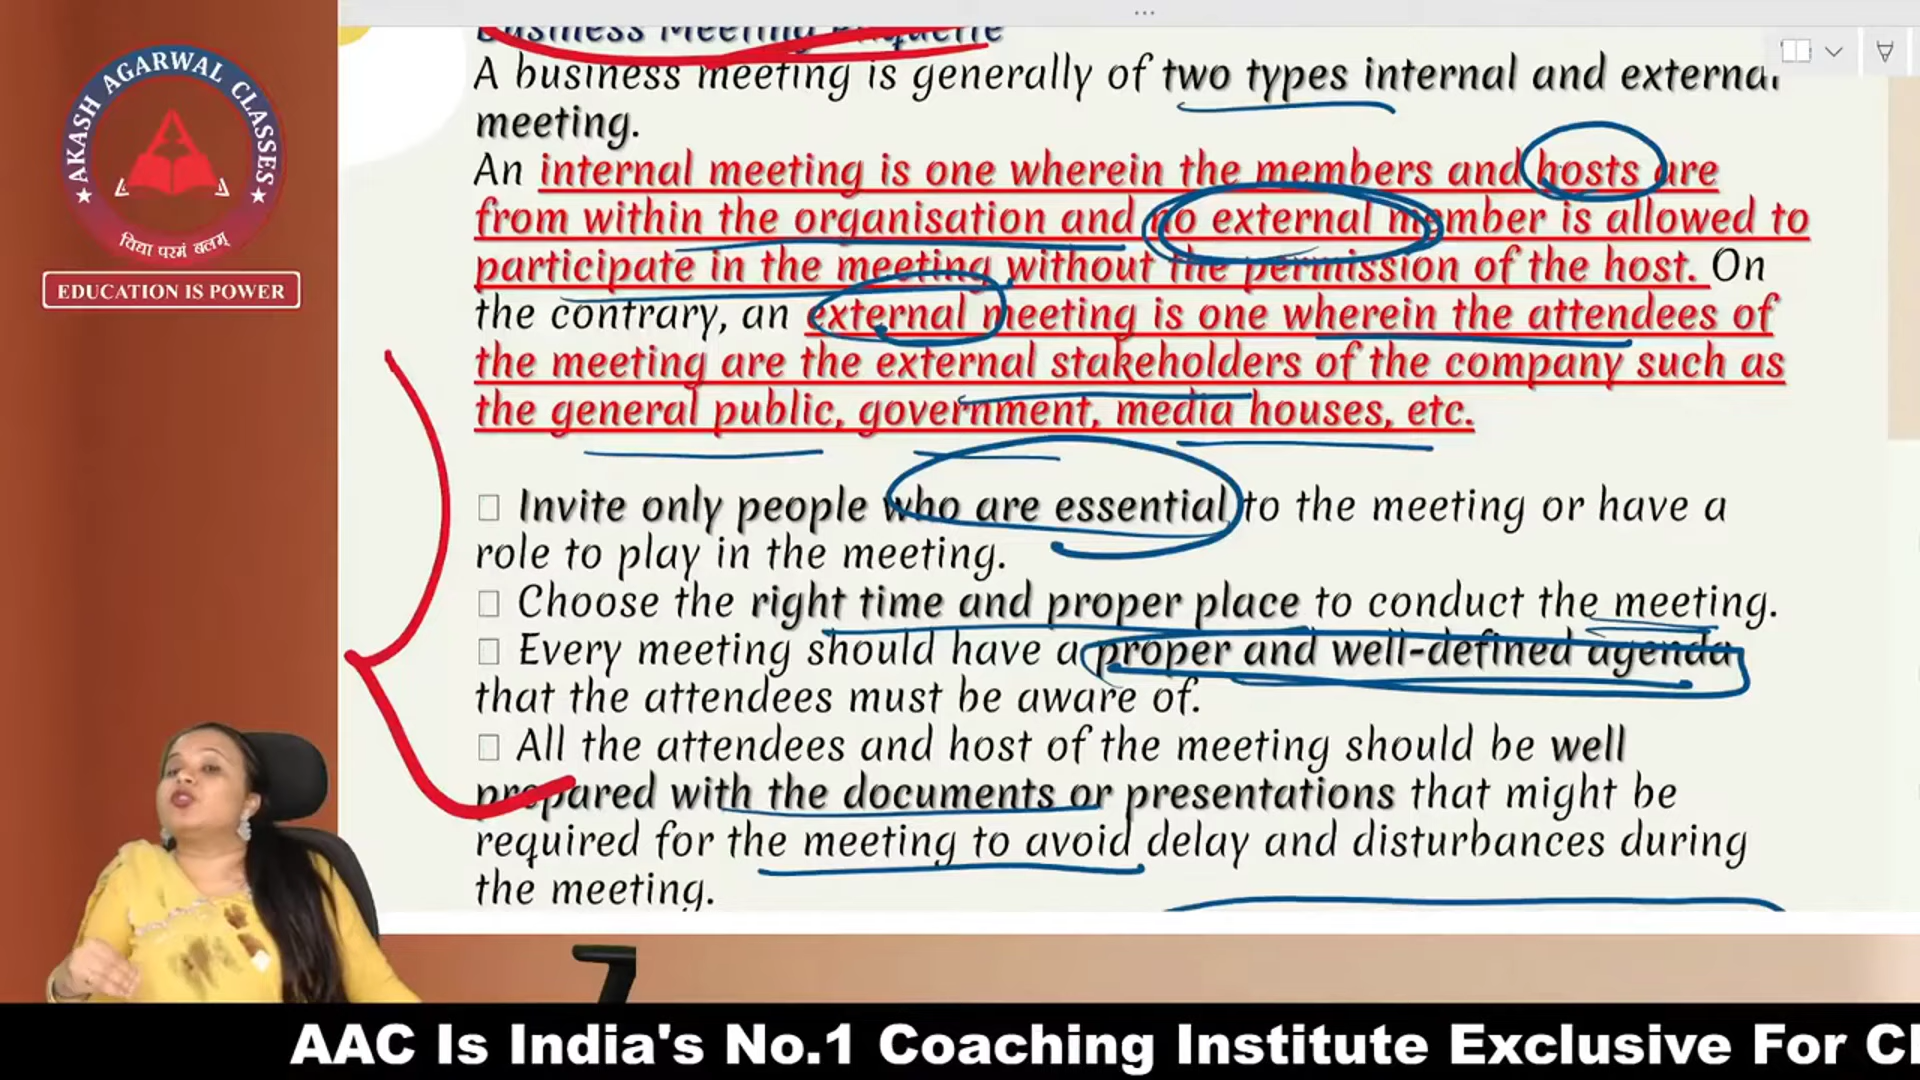 AKASH AGARWAL CLASSES
विद्या परमं बलम्
EDUCATION IS POWER
Business Meeting Etiquette
A business meeting is generally of two types internal and external
meeting.
An internal meeting is one wherein the members and hosts are
from within the organisation and no external member is allowed to
participate in the meeting without the permission of the host. On
the contrary, an external meeting is one wherein the attendees of
the meeting are the external stakeholders of the company such as
the general public, government, media houses, etc.
Invite only people who are essential to the meeting or have a
role to play in the meeting.
Choose the right time and proper place to conduct the meeting.
Every meeting should have a proper and well-defined agenda
that the attendees must be aware of.
All the attendees and host of the meeting should be well
prepared with the documents or presentations that might be
required for the meeting to avoid delay and disturbances during
the meeting.
AAC Is India's No.1 Coaching Institute Exclusive For